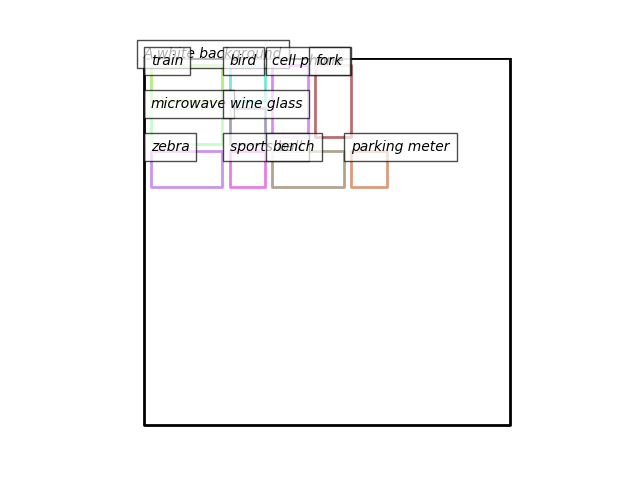 A white background
train
bird
cell phone
fork
microwave
wine glass
zebra
sports ball
bench
parking meter